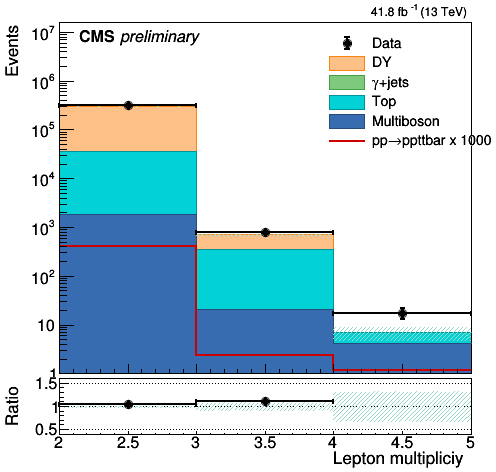 41.8 fb⁻¹ (13 TeV)
CMS preliminary
Events
10⁷
10⁶
10⁵
10⁴
10³
10²
10
1
Data
DY
γ+jets
Top
Multiboson
pp→ppttbar x 1000
Ratio
1.5
1
0.5
2 2.5 3 3.5 4 4.5 5
Lepton multipliciy